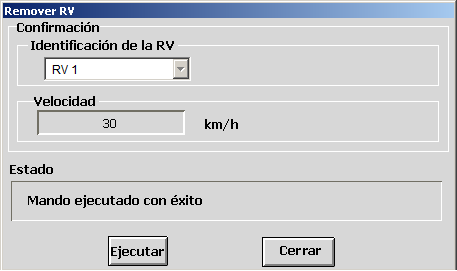 Remover RV
Confirmación
Identificación de la RV
RV 1
Velocidad
30 km/h
Estado
Mando ejecutado con éxito
Ejecutar Cerrar